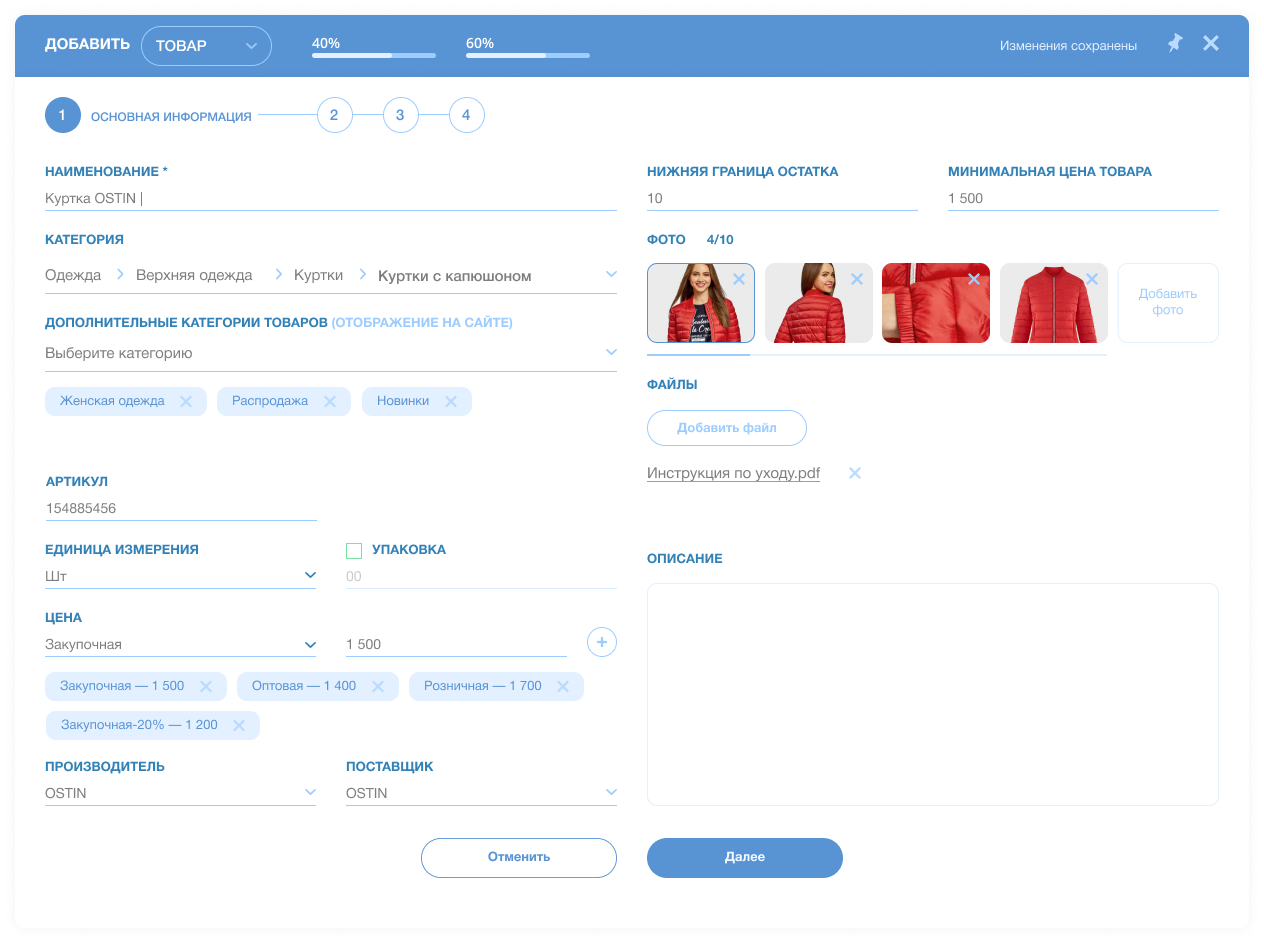 ДОБАВИТЬ ТОВАР 40% 60% Изменения сохранены
1 ОСНОВНАЯ ИНФОРМАЦИЯ 2 3 4
НАИМЕНОВАНИЕ *
Куртка OSTIN |
КАТЕГОРИЯ
Одежда Верхняя одежда Куртки Куртки с капюшоном
ДОПОЛНИТЕЛЬНЫЕ КАТЕГОРИИ ТОВАРОВ (ОТОБРАЖЕНИЕ НА САЙТЕ)
Выберите категорию
Женская одежда Распродажа Новинки
АРТИКУЛ
154885456
ЕДИНИЦА ИЗМЕРЕНИЯ УПАКОВКА
Шт 00
ЦЕНА
Закупочная 1 500
Закупочная — 1 500 Оптовая — 1 400 Розничная — 1 700
Закупочная-20% — 1 200
ПРОИЗВОДИТЕЛЬ ПОСТАВЩИК
OSTIN OSTIN
НИЖНЯЯ ГРАНИЦА ОСТАТКА МИНИМАЛЬНАЯ ЦЕНА ТОВАРА
10 1 500
ФОТО 4/10
Добавить
фото
ФАЙЛЫ
Добавить файл
Инструкция по уходу.pdf
ОПИСАНИЕ
Отменить Далее